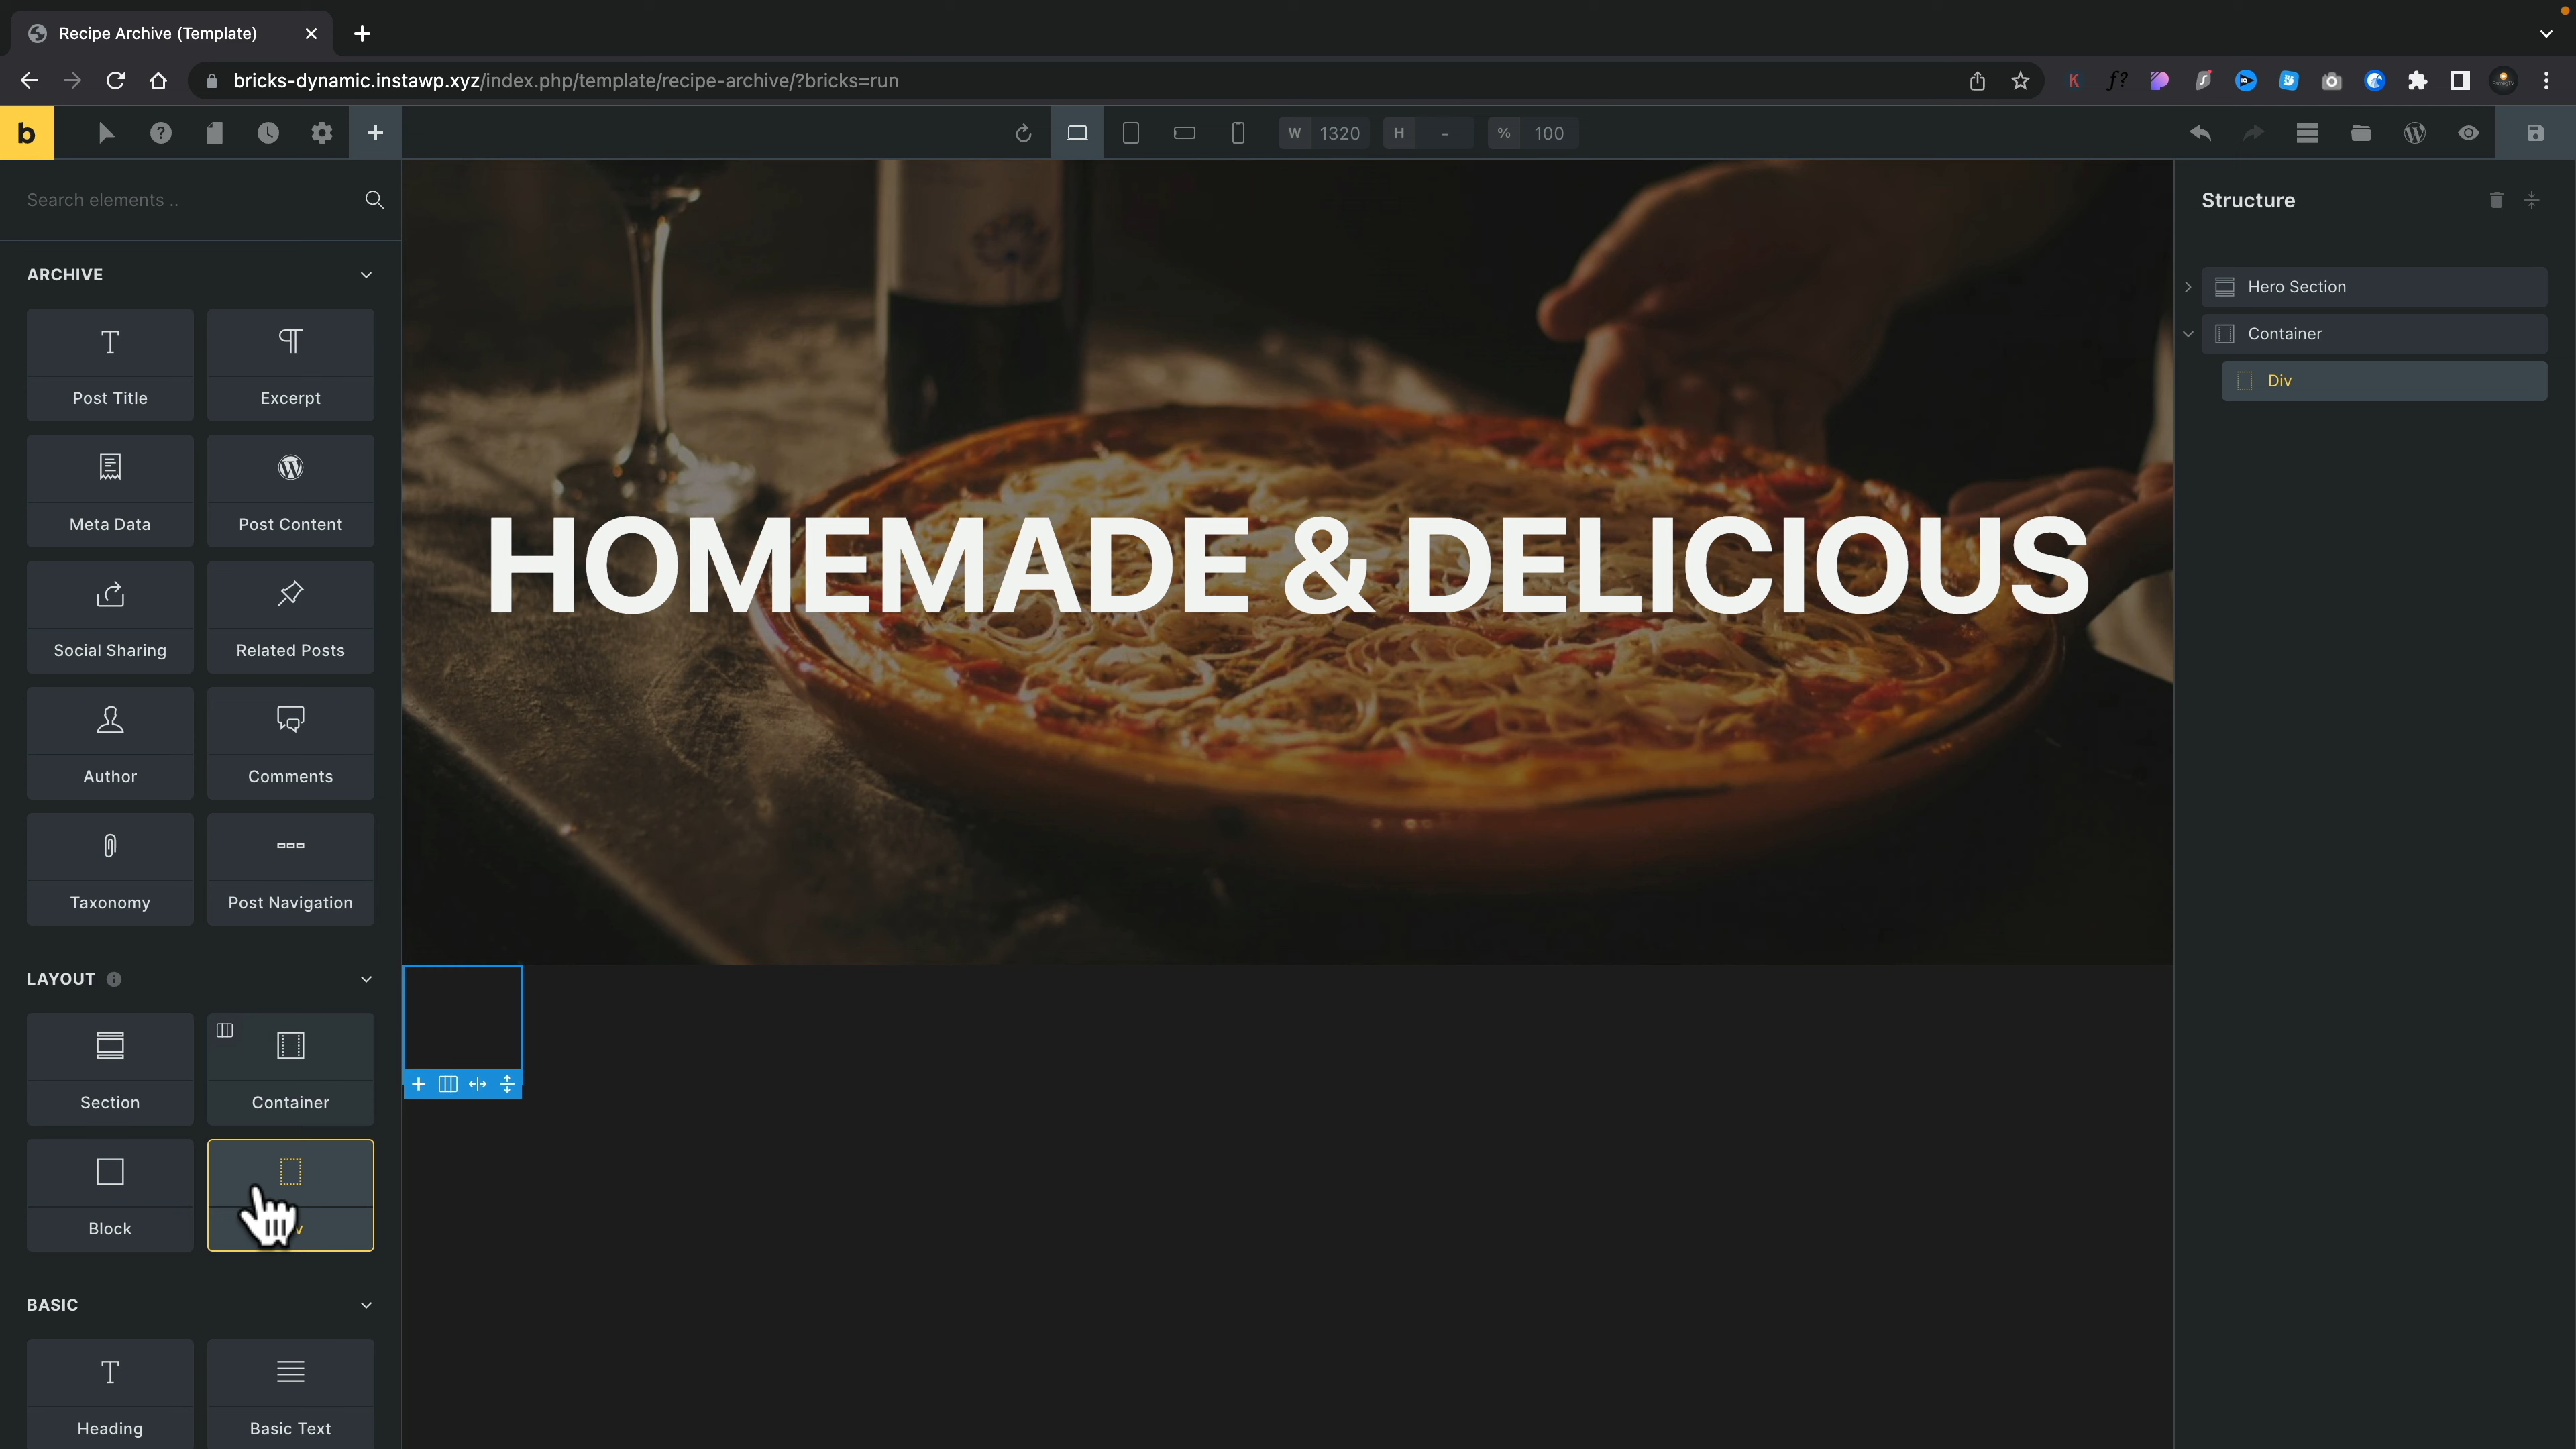 Recipe Archive (Template)
bricks-dynamic.instawp.xyz/index.php/template/recipe-archive/?bricks=run
b
W 1320 H - % 100
Search elements ..
ARCHIVE
Post Title
Excerpt
Meta Data
Post Content
Social Sharing
Related Posts
Author
Comments
Taxonomy
Post Navigation
LAYOUT
Section
Container
Block
BASIC
Heading
Basic Text
HOMEMADE & DELICIOUS
Structure
Hero Section
Container
Div